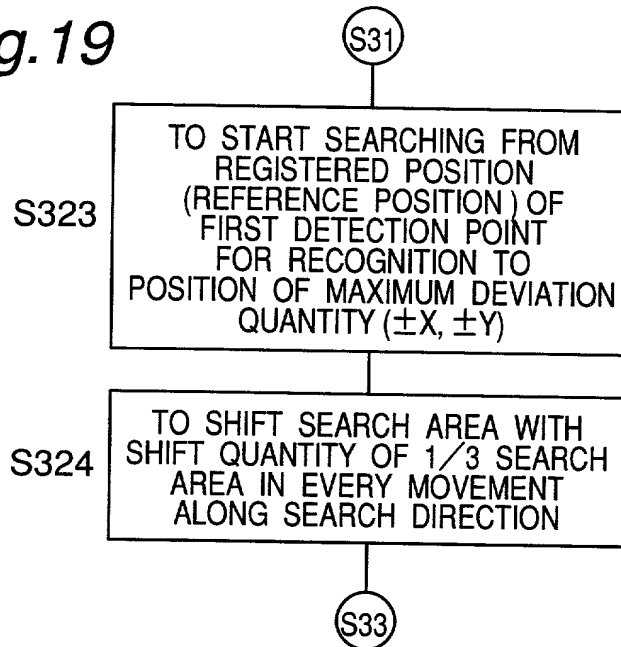 g.19
S31
S323
TO START SEARCHING FROM
REGISTERED POSITION
(REFERENCE POSITION) OF
FIRST DETECTION POINT
FOR RECOGNITION TO
POSITION OF MAXIMUM DEVIATION
QUANTITY (±X, ±Y)
S324
TO SHIFT SEARCH AREA WITH
SHIFT QUANTITY OF 1/3 SEARCH
AREA IN EVERY MOVEMENT
ALONG SEARCH DIRECTION
S33